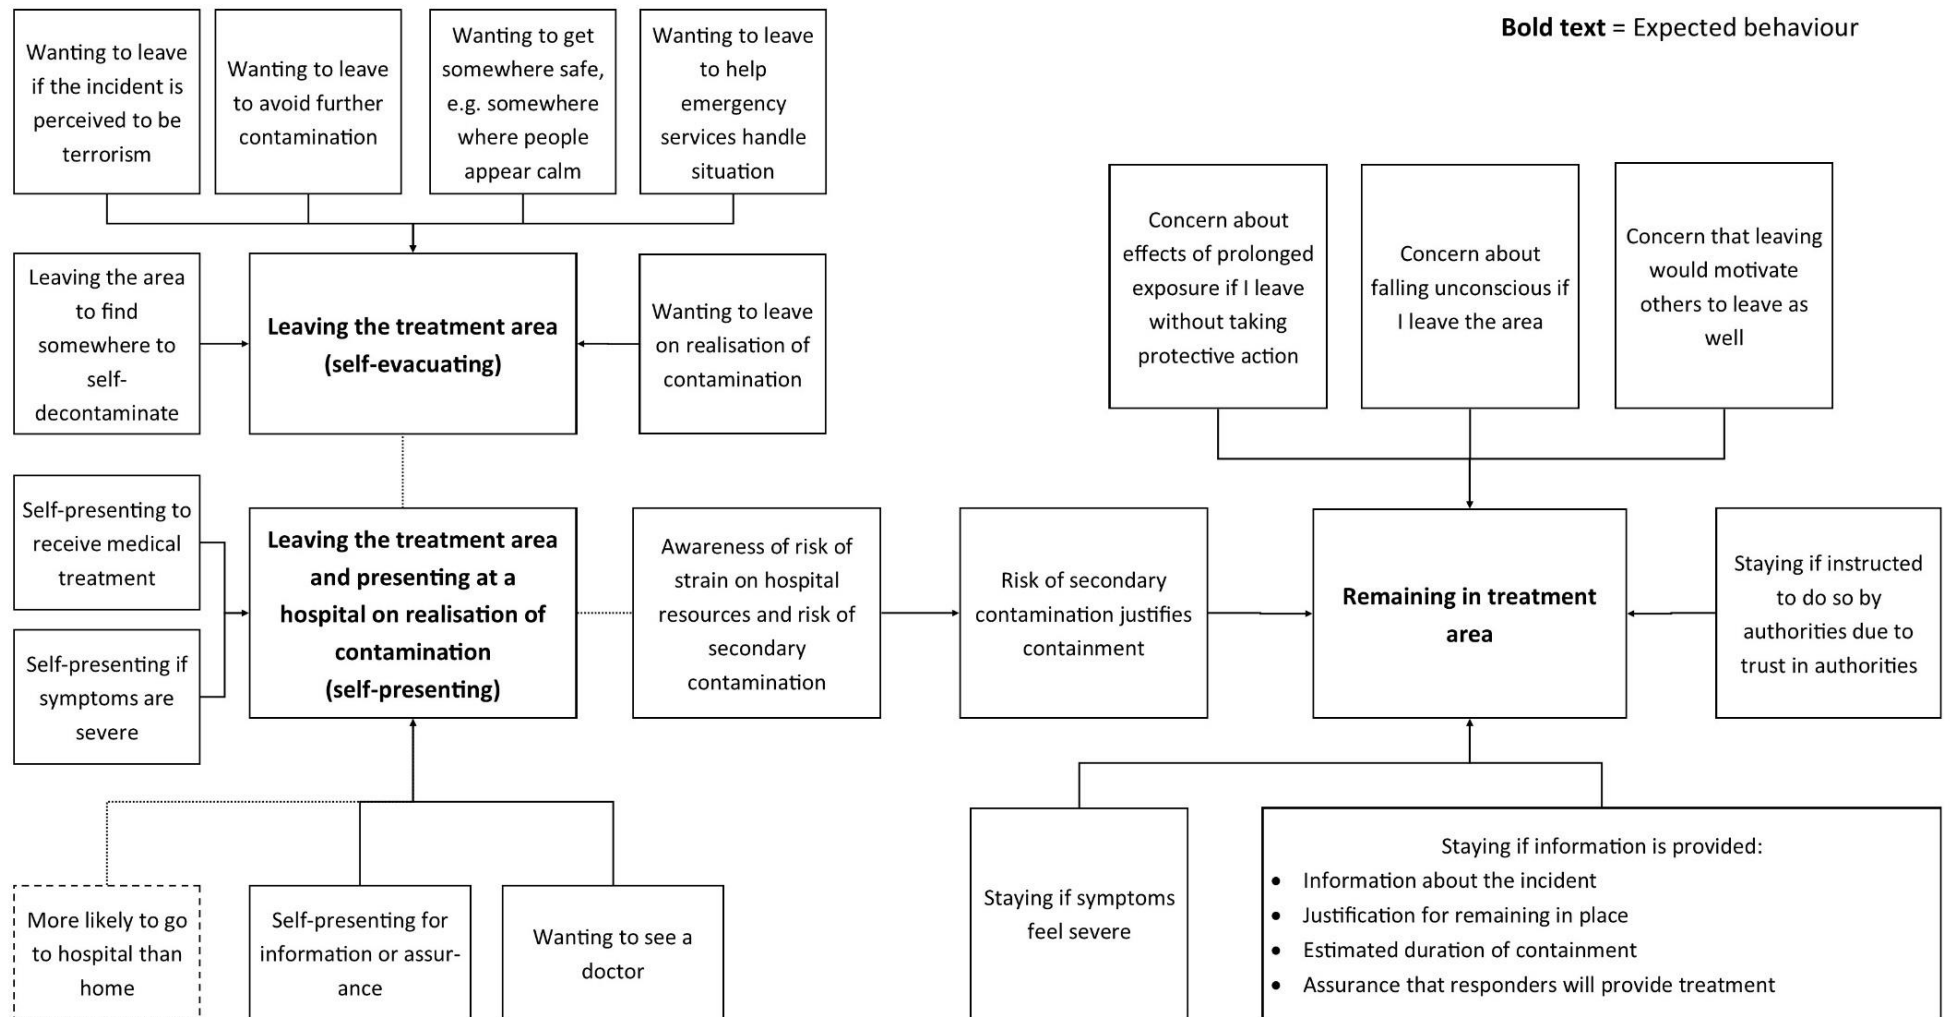 Bold text = Expected behaviour
Wanting to leave
if the incident is
perceived to be
terrorism
Wanting to leave
to avoid further
contamination
Wanting to get
somewhere safe,
e.g. somewhere
where people
appear calm
Wanting to leave
to help
emergency
services handle
situation
Leaving the area
to find
somewhere to
self-
decontaminate
Leaving the treatment area
(self-evacuating)
Wanting to leave
on realisation of
contamination
Concern about
effects of prolonged
exposure if I leave
without taking
protective action
Concern about
falling unconscious if
I leave the area
Concern that leaving
would motivate
others to leave as
well
Self-presenting to
receive medical
treatment
Self-presenting if
symptoms are
severe
Leaving the treatment area
and presenting at a
hospital on realisation of
contamination
(self-presenting)
Awareness of risk of
strain on hospital
resources and risk of
secondary
contamination
Risk of secondary
contamination justifies
containment
Remaining in treatment
area
Staying if instructed
to do so by
authorities due to
trust in authorities
More likely to go
to hospital than
home
Self-presenting for
information or assur-
ance
Wanting to see a
doctor
Staying if symptoms
feel severe
Staying if information is provided:
• Information about the incident
• Justification for remaining in place
• Estimated duration of containment
• Assurance that responders will provide treatment